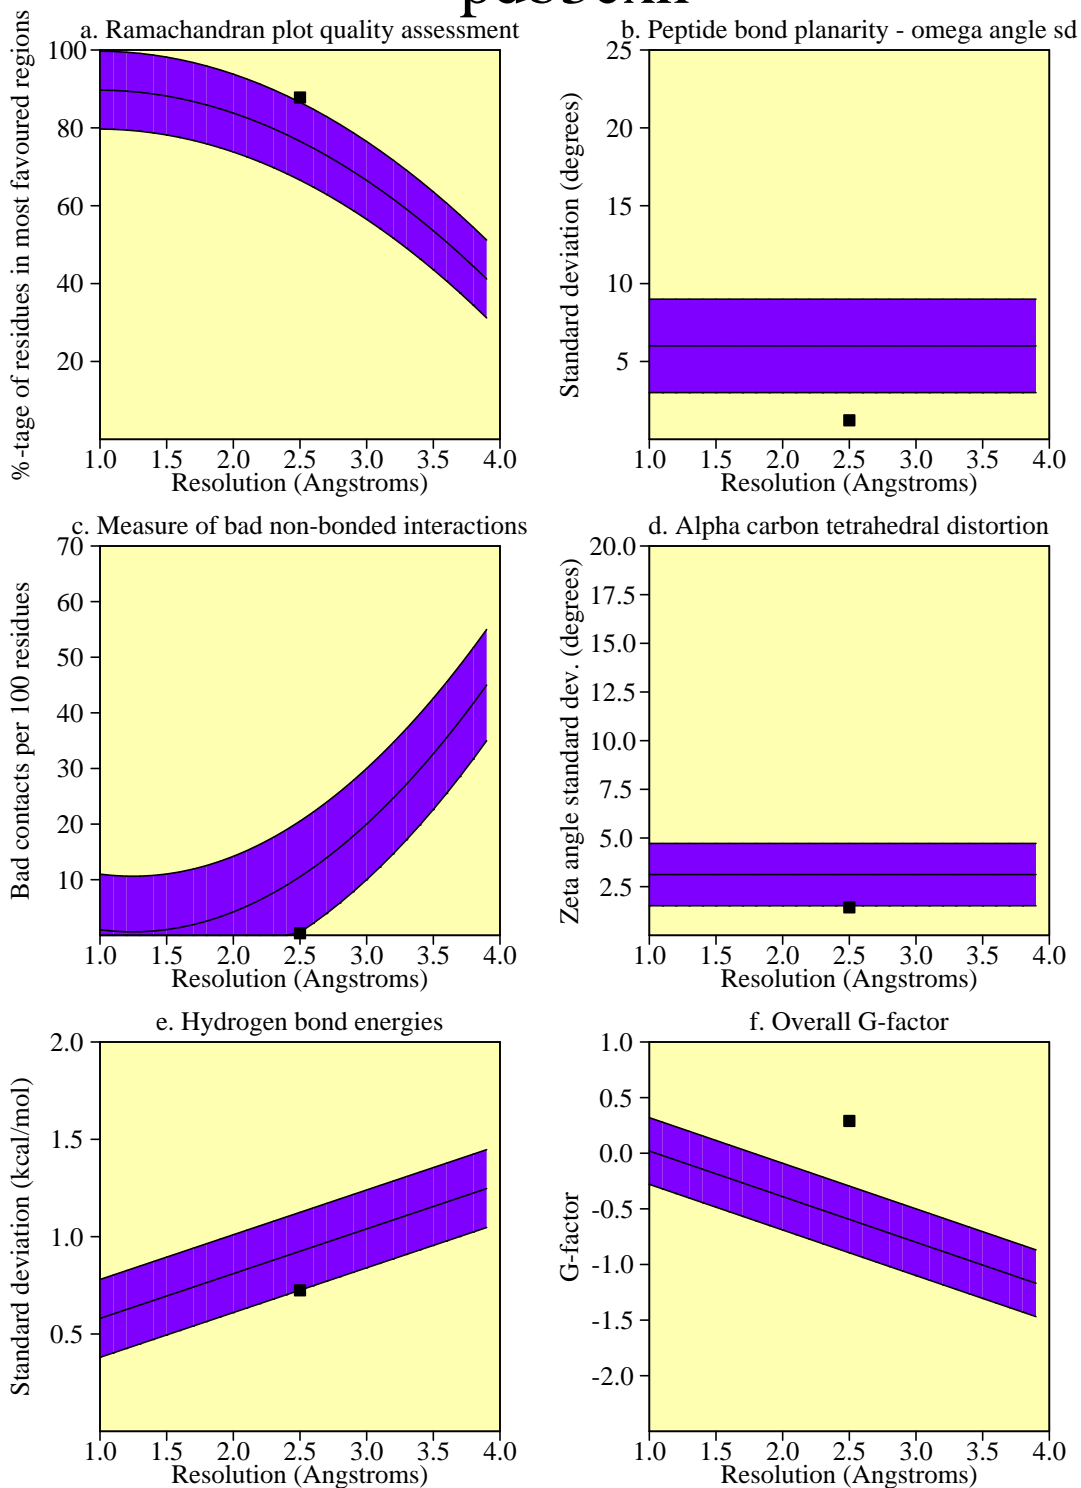 a. Ramachandran plot quality assessment
%-tage of residues in most favoured regions
100
80
60
40
20
1.0 1.5 2.0 2.5 3.0 3.5 4.0
Resolution (Angstroms)
b. Peptide bond planarity - omega angle sd
Standard deviation (degrees)
25
20
15
10
5
1.0 1.5 2.0 2.5 3.0 3.5 4.0
Resolution (Angstroms)
c. Measure of bad non-bonded interactions
Bad contacts per 100 residues
70
60
50
40
30
20
10
1.0 1.5 2.0 2.5 3.0 3.5 4.0
Resolution (Angstroms)
d. Alpha carbon tetrahedral distortion
Zeta angle standard dev. (degrees)
20.0
17.5
15.0
12.5
10.0
7.5
5.0
2.5
1.0 1.5 2.0 2.5 3.0 3.5 4.0
Resolution (Angstroms)
e. Hydrogen bond energies
Standard deviation (kcal/mol)
2.0
1.5
1.0
0.5
1.0 1.5 2.0 2.5 3.0 3.5 4.0
Resolution (Angstroms)
f. Overall G-factor
G-factor
1.0
0.5
0.0
-0.5
-1.0
-1.5
-2.0
1.0 1.5 2.0 2.5 3.0 3.5 4.0
Resolution (Angstroms)